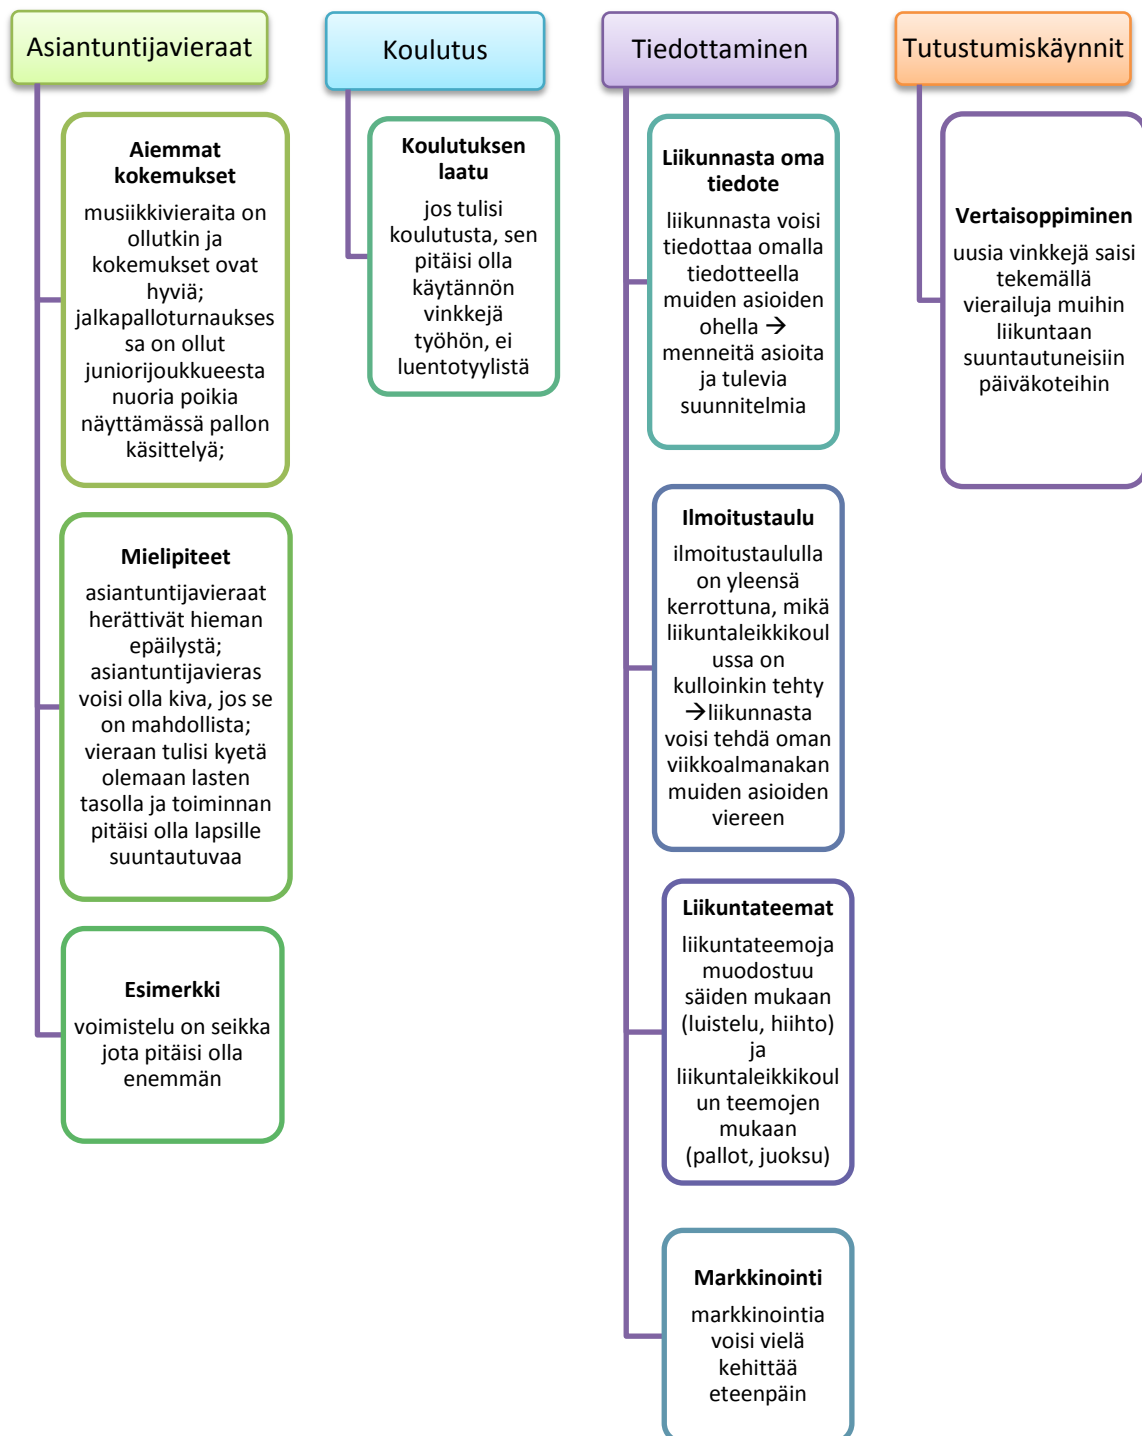 Asiantuntijavieraat
Aiemmat
kokemukset
musiikkivieraita on
ollutkin ja
kokemukset ovat
hyviä;
jalkapalloturnaukses
sa on ollut
juniorijoukkueesta
nuoria poikia
näyttämässä pallon
käsittelyä;
Mielipiteet
asiantuntijavieraat
herättivät hieman
epäilystä;
asiantuntijavieras
voisi olla kiva, jos se
on mahdollista;
vieraan tulisi kyetä
olemaan lasten
tasolla ja toiminnan
pitäisi olla lapsille
suuntautuvaa
Esimerkki
voimistelu on seikka
jota pitäisi olla
enemmän
Koulutus
Koulutuksen
laatu
jos tulisi
koulutusta, sen
pitäisi olla
käytännön
vinkkejä
työhön, ei
luentotyylistä
Tiedottaminen
Liikunnasta oma
tiedote
liikunnasta voisi
tiedottaa omalla
tiedotteella
muiden asioiden
ohella →
menneitä asioita
ja tulevia
suunnitelmia
Ilmoitustaulu
ilmoitustaululla
on yleensä
kerrottuna, mikä
liikuntaleikkikoul
ussa on
kulloinkin tehty
→liikunnasta
voisi tehdä oman
viikkoalmanakan
muiden asioiden
viereen
Liikuntateemat
liikuntateemoja
muodostuu
säiden mukaan
(luistelu, hiihto)
ja
liikuntaleikkikoul
un teemojen
mukaan
(pallot, juoksu)
Markkinointi
markkinointia
voisi vielä
kehittää
eteenpäin
Tutustumiskäynnit
Vertaisoppiminen
uusia vinkkejä saisi
tekemällä
vierailuja muihin
liikuntaan
suuntautuneisiin
päiväkoteihin